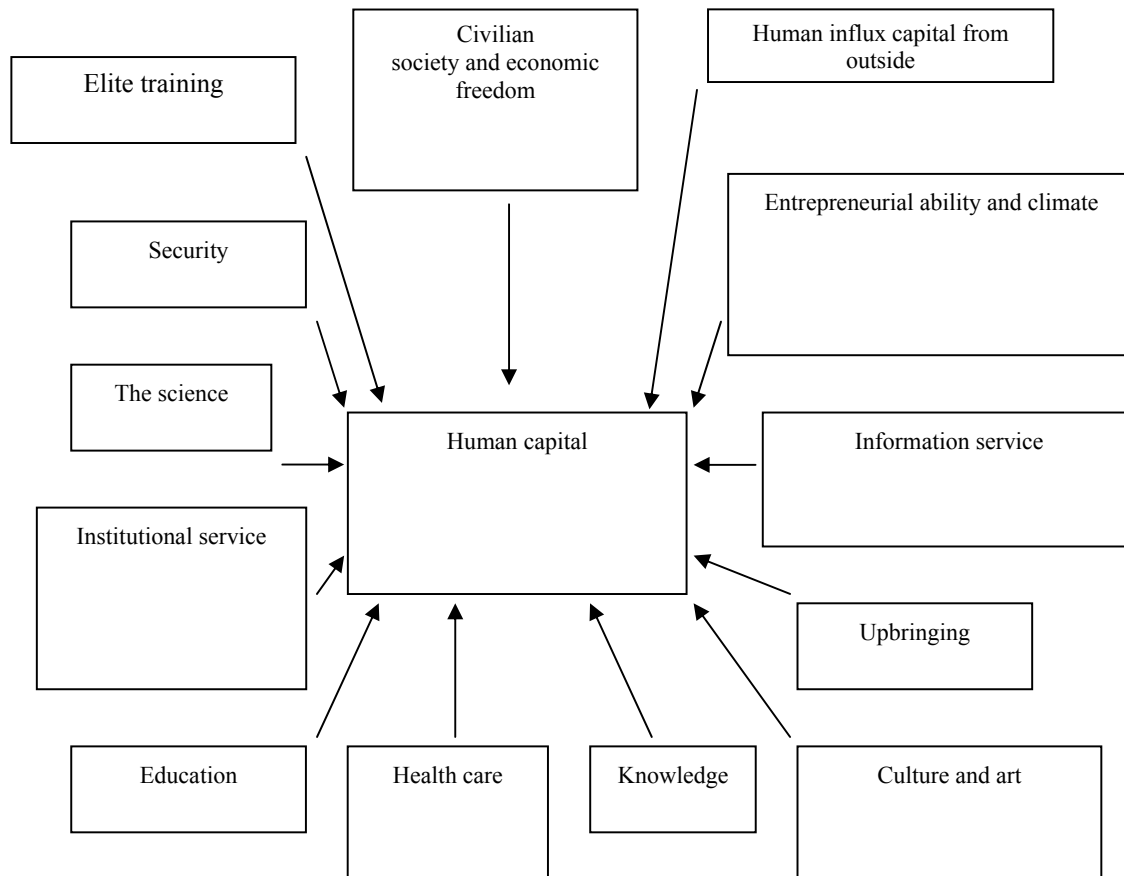 Civilian
society and economic
freedom
Human influx capital from
outside
Elite training
Entrepreneurial ability and climate
Security
The science
Human capital
Information service
Institutional service
Upbringing
Education
Health care
Knowledge
Culture and art